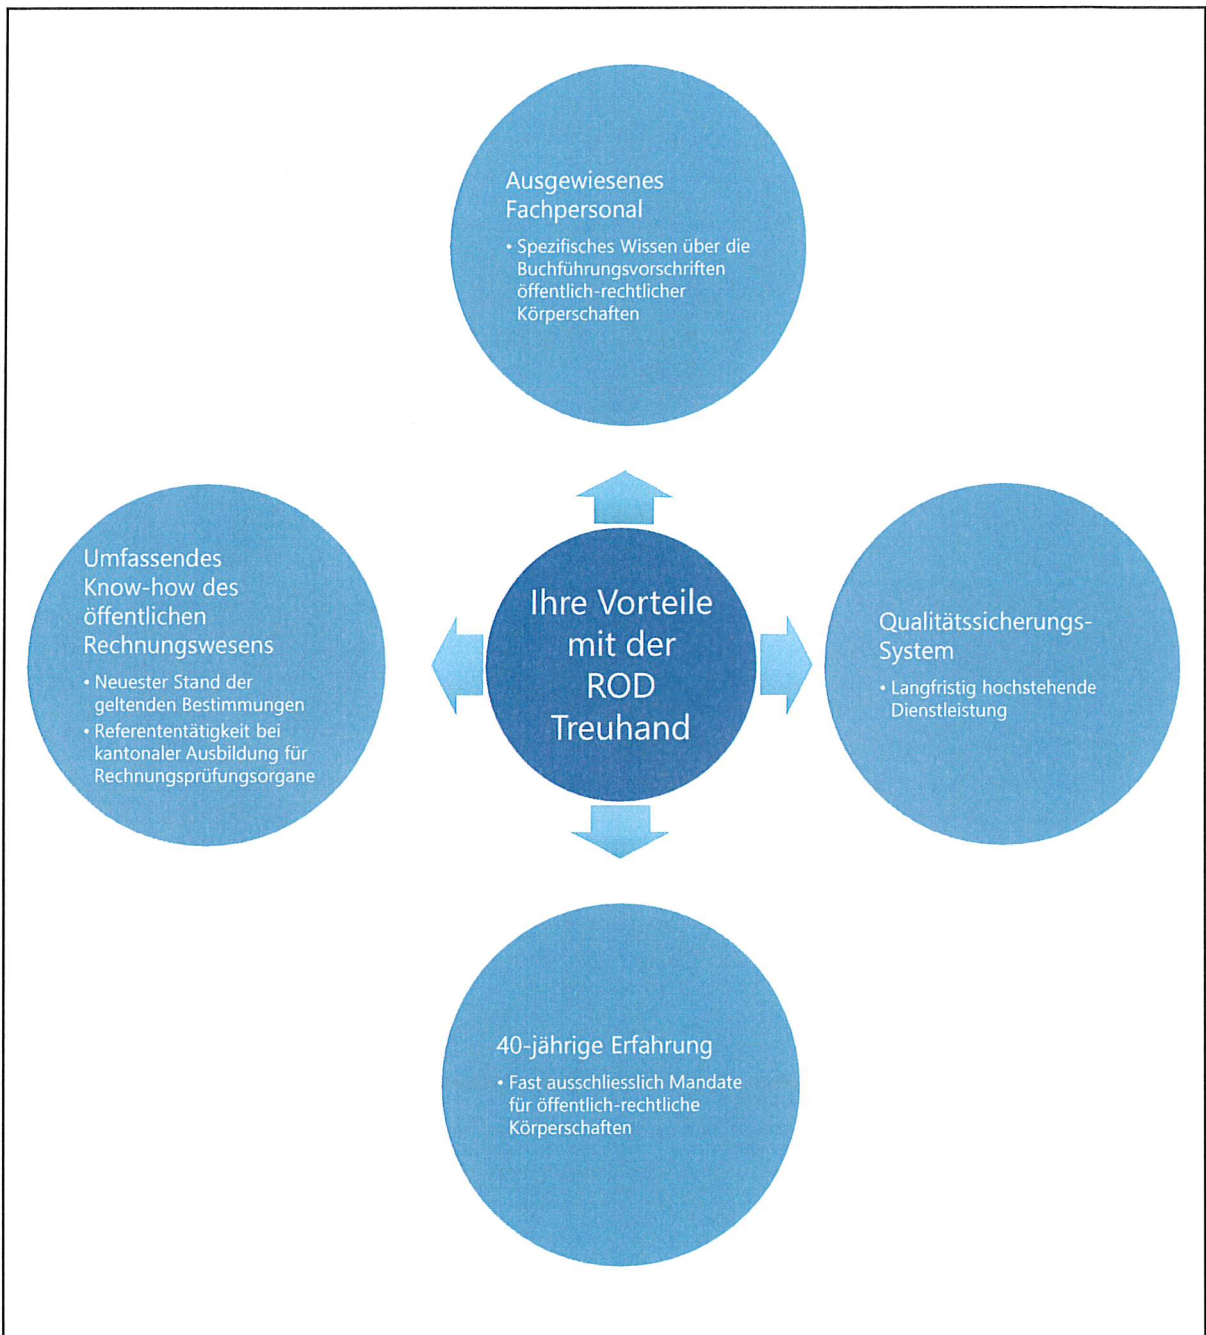 Ausgewiesenes
Fachpersonal
• Spezifisches Wissen über die
Buchführungsvorschriften
öffentlich-rechtlicher
Körperschaften
Umfassendes
Know-how des
öffentlichen
Rechnungswesens
• Neuester Stand der
geltenden Bestimmungen
• Referententätigkeit bei
kantonaler Ausbildung für
Rechnungsprüfungsorgane
Ihre Vorteile
mit der
ROD
Treuhand
Qualitätssicherungs-
System
• Langfristig hochstehende
Dienstleistung
40-jährige Erfahrung
• Fast ausschliesslich Mandate
für öffentlich-rechtliche
Körperschaften